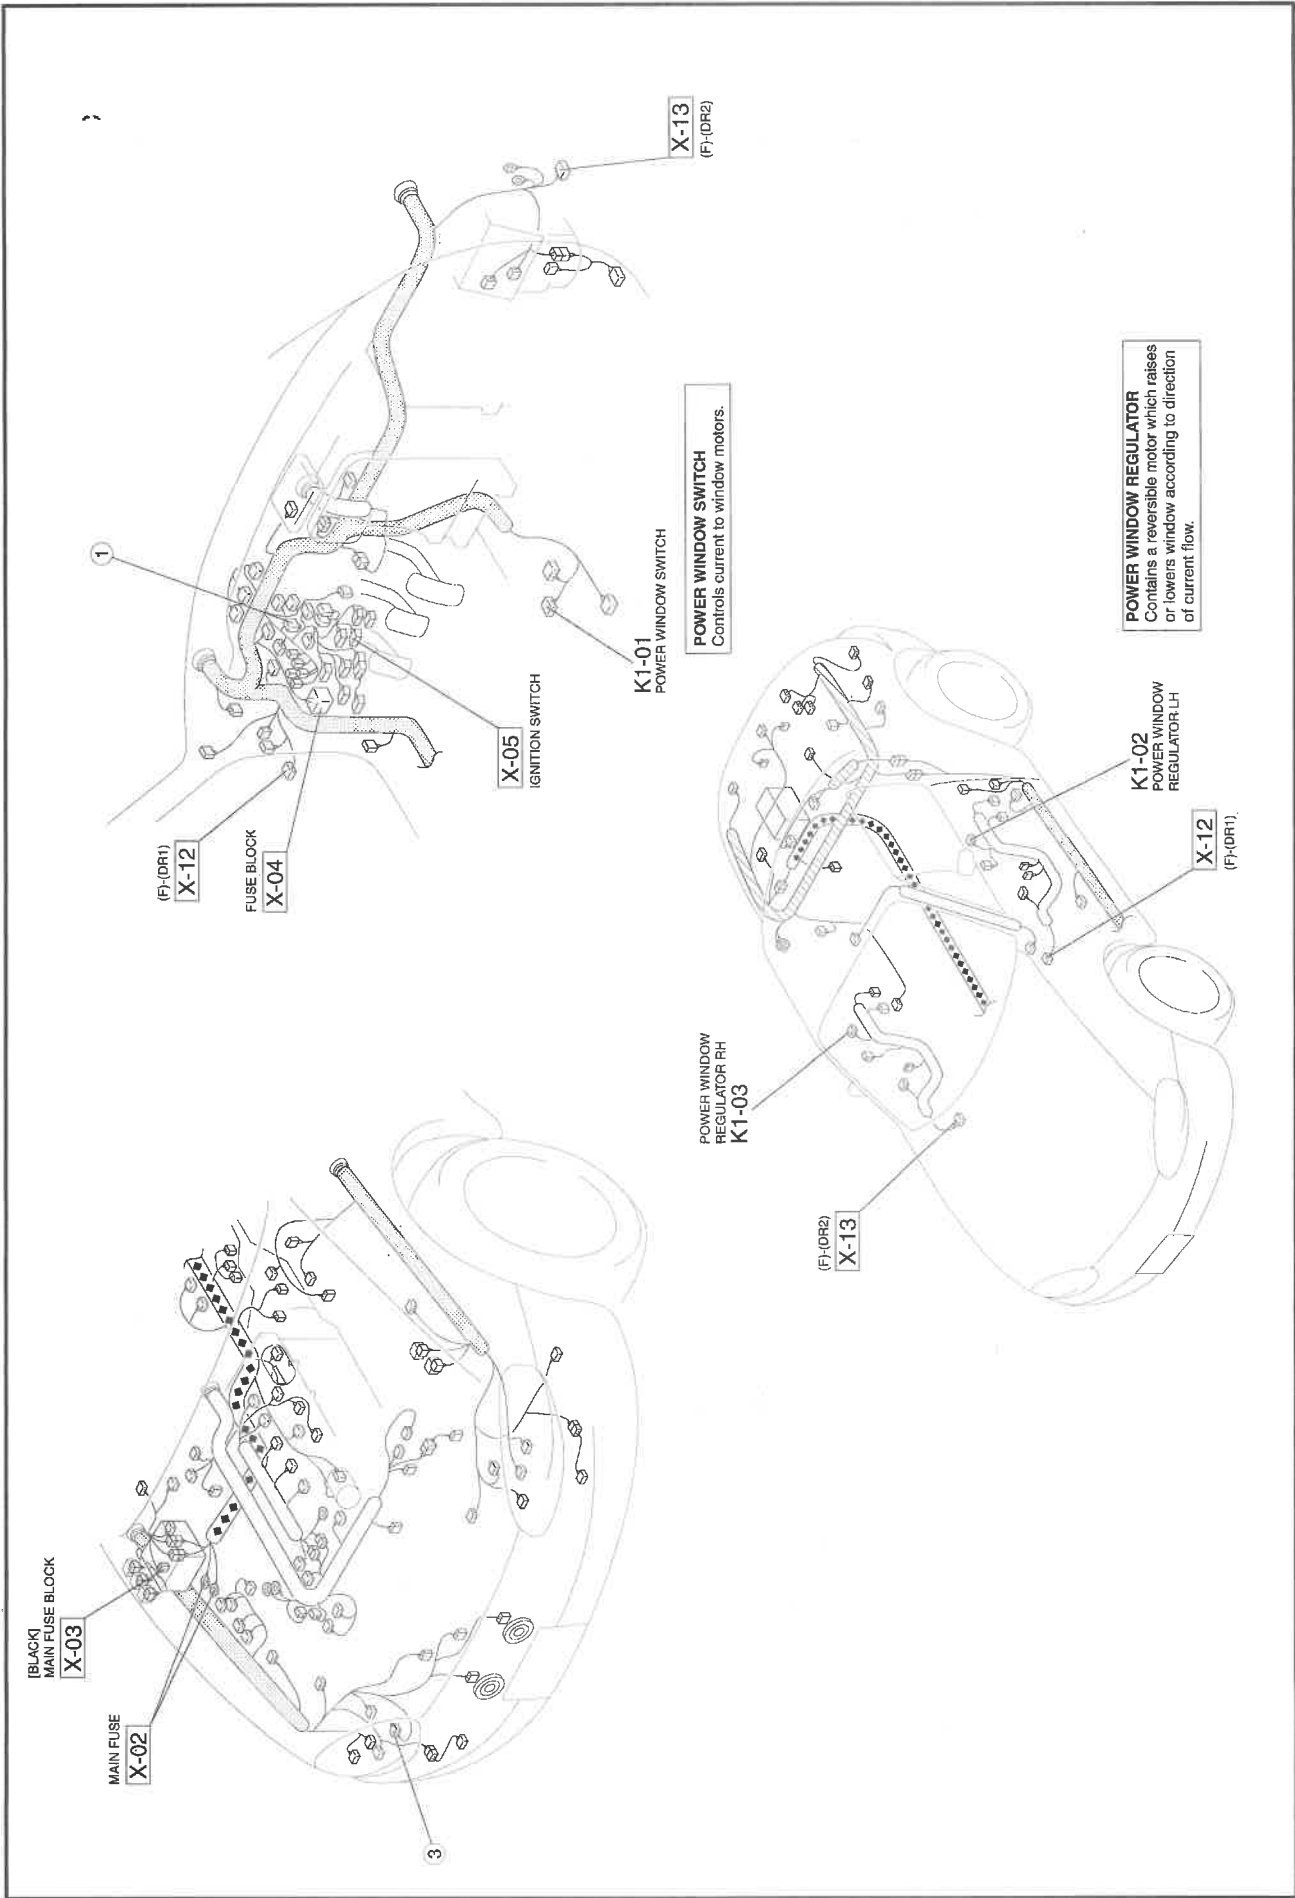 [BLACK]
MAIN FUSE BLOCK
X-03
MAIN FUSE
X-02
3
1
(F)-(DR1)
X-12
FUSE BLOCK
X-04
X-05
IGNITION SWITCH
K1-01
POWER WINDOW SWITCH
X-13
(F)-(DR2)
POWER WINDOW SWITCH
Controls current to window motors.
(F)-(DR2)
X-13
POWER WINDOW
REGULATOR RH
K1-03
X-12
(F)-(DR1)
K1-02
POWER WINDOW
REGULATOR LH
POWER WINDOW REGULATOR
Contains a reversible motor which raises
or lowers window according to direction
of current flow.